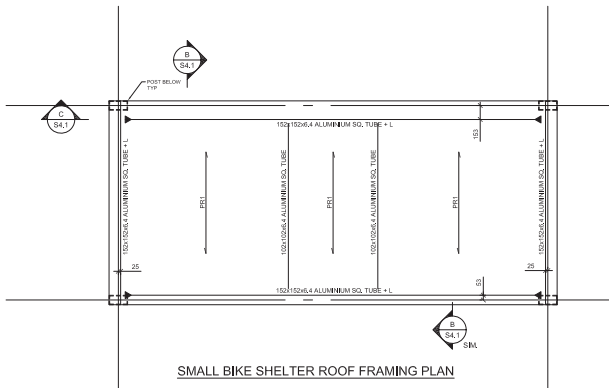 B
S4.1
POST BELOW
TYP
C
S4.1
152x152x6.4 ALUMINIUM SQ. TUBE + L
153
152x152x6.4 ALUMINIUM SQ. TUBE + L
PR1
102x102x6.4 ALUMINIUM SQ. TUBE
PR1
102x102x6.4 ALUMINIUM SQ. TUBE
PR1
152x152x6.4 ALUMINIUM SQ. TUBE + L
25
25
53
152x152x6.4 ALUMINIUM SQ. TUBE + L
B
S4.1
SIM.
SMALL BIKE SHELTER ROOF FRAMING PLAN